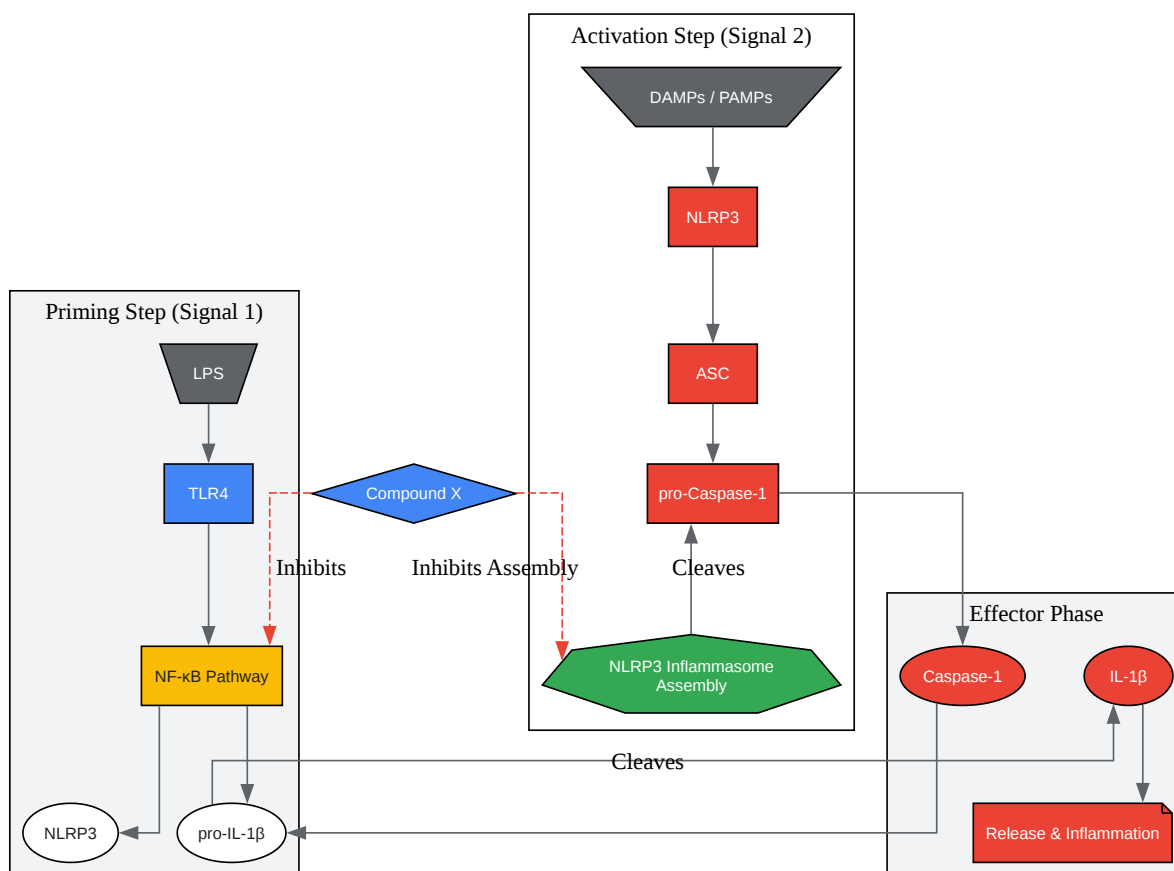 Activation Step (Signal 2)
DAMPs / PAMPs
NLRP3
Priming Step (Signal 1)
LPS
ASC
TLR4
Compound X
pro-Caspase-1
Inhibits
Inhibits Assembly
Cleaves
Effector Phase
NF-κB Pathway
NLRP3 Inflammasome
Assembly
Caspase-1
IL-1β
Cleaves
NLRP3
pro-IL-1β
Release & Inflammation